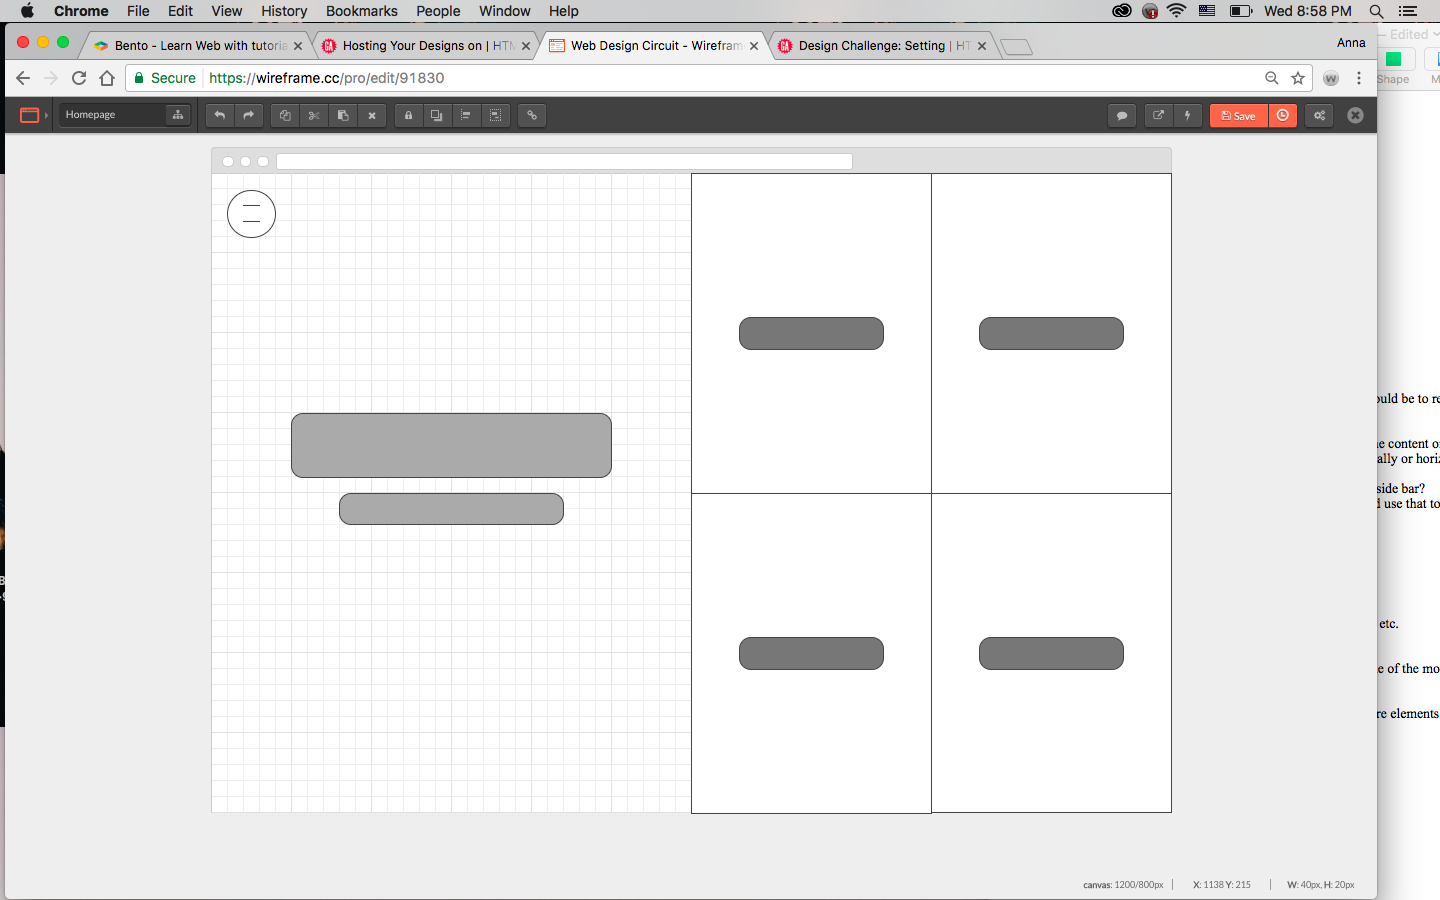 Chrome File Edit View History Bookmarks People Window Help Wed 8:58 PM
Bento - Learn Web with tutoria Hosting Your Designs on | HTM Web Design Circuit - Wirefram Design Challenge: Setting | HT Anna
— Edited
Secure https://wireframe.cc/pro/edit/91830
Shape
Homepage Save
ould be to re
e content o
ally or horiz
side bar?
d use that to
etc.
e of the mo
re elements
canvas: 1200/800px X: 1138 Y: 215 W: 40px, H: 20px